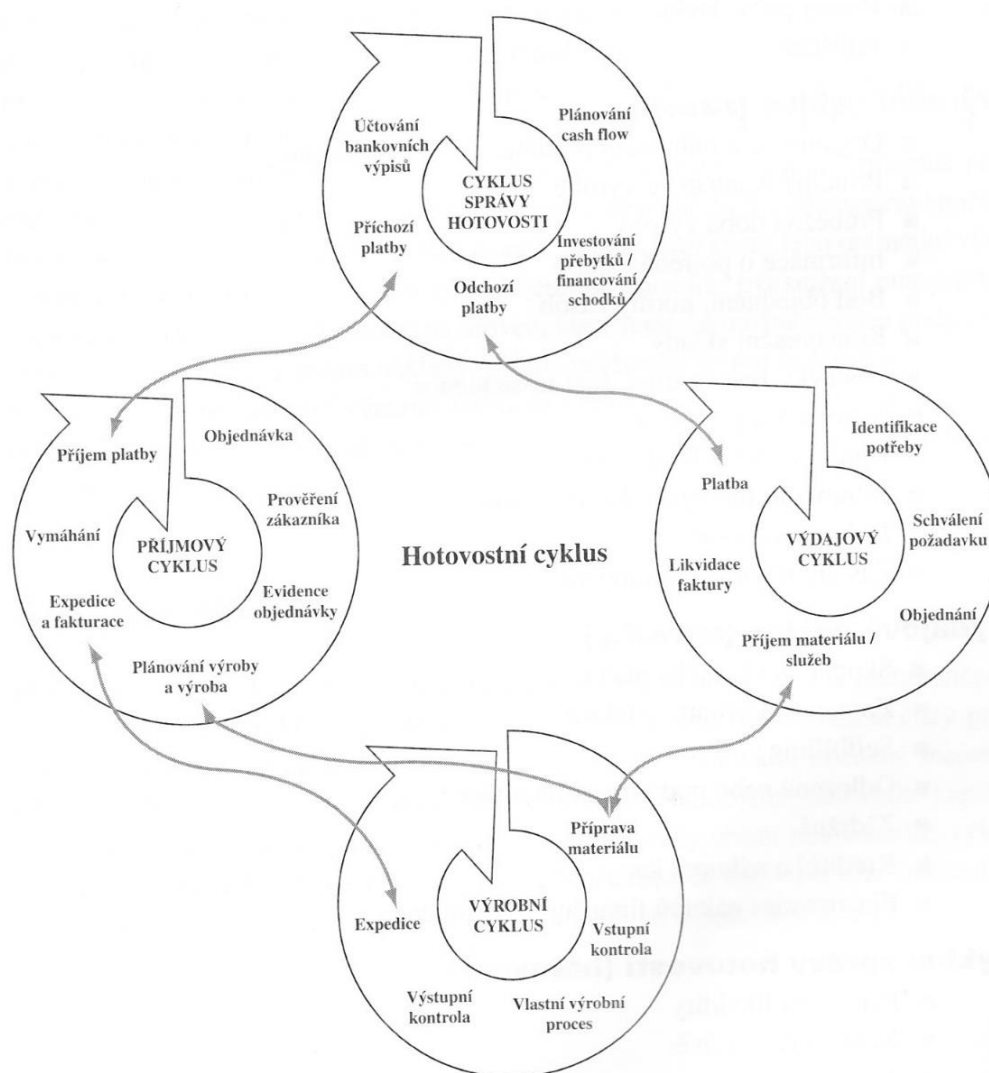 Plánování
cash flow
Účtování
bankovních
výpisů
CYKLUS
SPRÁVY
HOTOVOSTI
Příchozí
platby
Investování
přebytků /
financování
schodků
Odchozí
platby
Objednávka
Příjem platby
Prověření
zákazníka
Vymáhání
PŘÍJMOVÝ
CYKLUS
Evidence
objednávky
Expedice
a fakturace
Plánování výroby
a výroba
Hotovostní cyklus
Identifikace
potřeby
Platba
Schválení
požadavku
VÝDAJOVÝ
CYKLUS
Likvidace
faktury
Objednání
Příjem materiálu /
služeb
Příprava
materiálu
Expedice
VÝROBNÍ
CYKLUS
Vstupní
kontrola
Výstupní
kontrola
Vlastní výrobní
proces